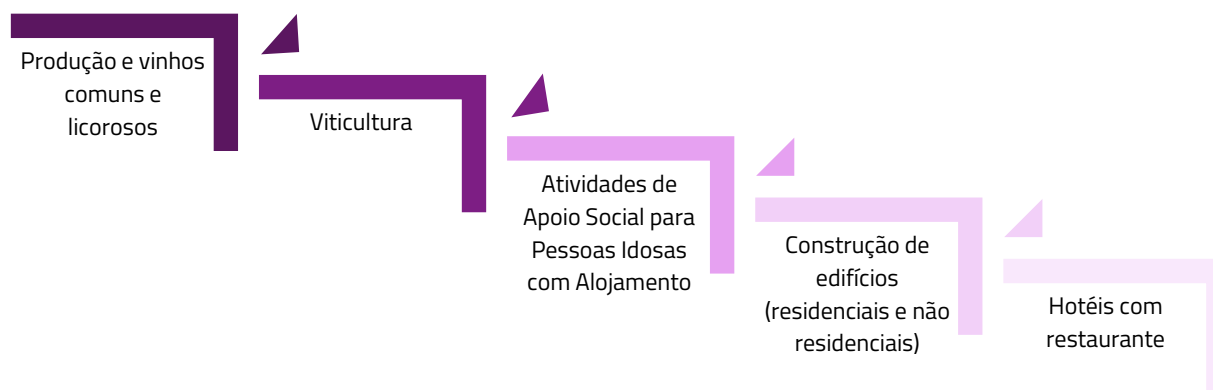 Produção e vinhos
comuns e
licorosos
Viticultura
Atividades de
Apoio Social para
Pessoas Idosas
com Alojamento
Construção de
edifícios
(residenciais e não
residenciais)
Hotéis com
restaurante